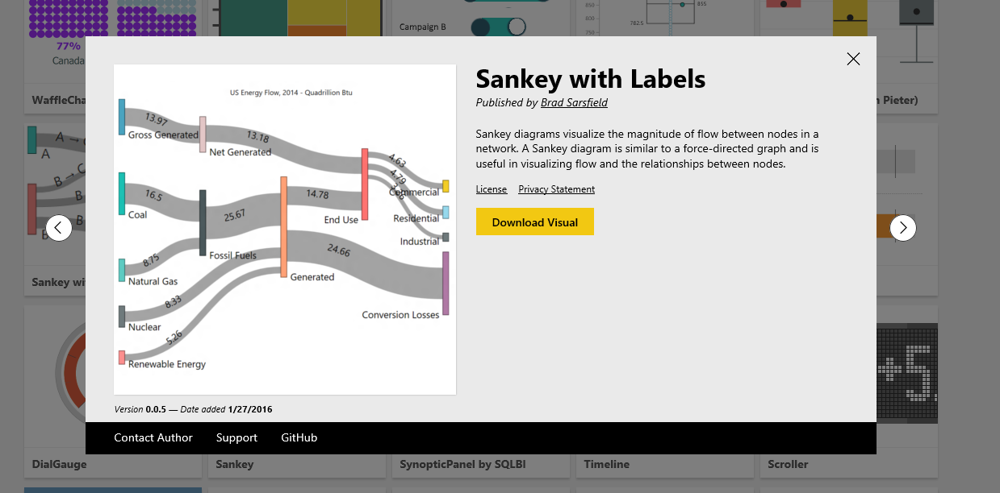 77%
Canada
Campaign B
782.5
855
850
800
750
WaffleCha
n Pieter)
Sankey with Labels
Published by Brad Sarsfield
Sankey diagrams visualize the magnitude of flow between nodes in a
network. A Sankey diagram is similar to a force-directed graph and is
useful in visualizing flow and the relationships between nodes.
License Privacy Statement
Download Visual
US Energy Flow, 2014 - Quadrillion Btu
13.97
Gross Generated
13.18
Net Generated
4.63
4.79
Commercial
16.5
Coal
25.67
14.78
End Use
Residential
Industrial
8.75
Fossil Fuels
24.66
Generated
Natural Gas
8.33
Nuclear
Conversion Losses
5.26
Renewable Energy
Version 0.0.5 — Date added 1/27/2016
Contact Author Support GitHub
A → C
A
B → C
B
B
B
Sankey wi
+5.
DialGauge
Sankey
SynopticPanel by SQLBI
Timeline
Scroller